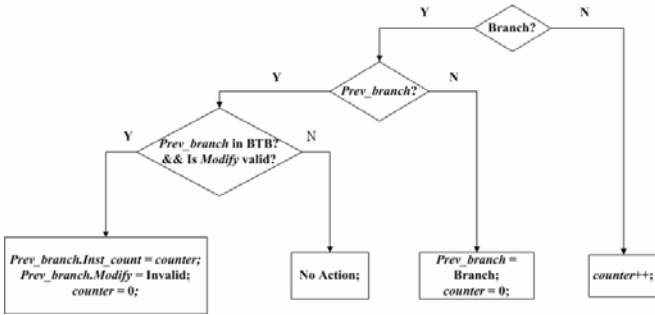 Y
N
Branch?
Y
N
Prev_branch?
Y
N
Prev_branch in BTB?
&& Is Modify valid?
Prev_branch.Inst_count = counter;
Prev_branch.Modify = Invalid;
counter = 0;
No Action;
Prev_branch =
Branch;
counter = 0;
counter++;